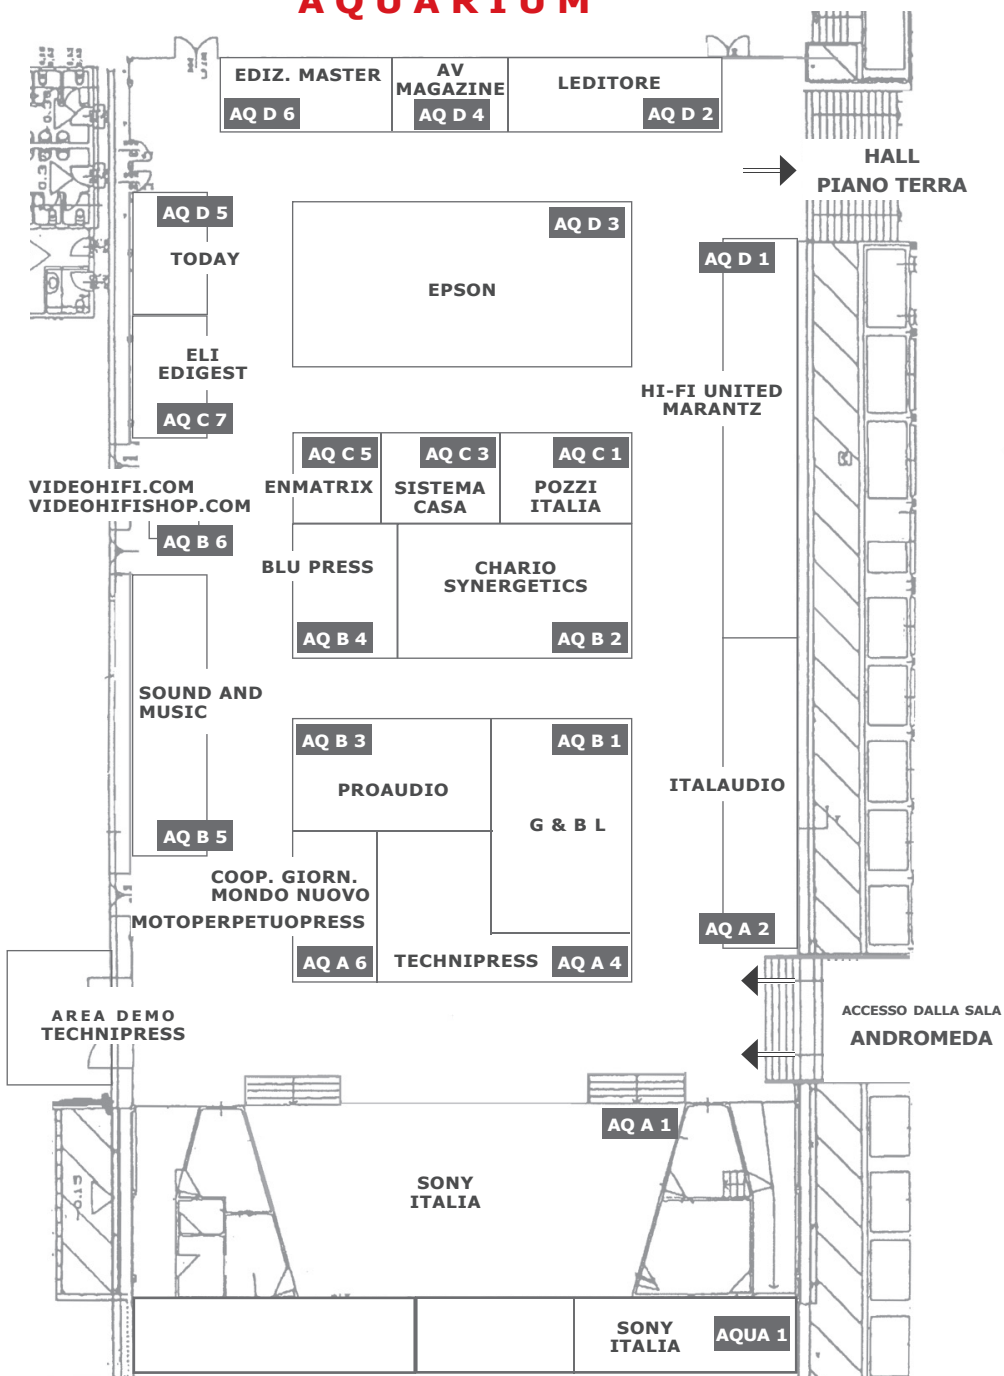 AQUARIUM
EDIZ. MASTER
AQ D 6
AV
MAGAZINE
AQ D 4
LEDITORE
AQ D 2
HALL
PIANO TERRA
AQ D 5
TODAY
AQ D 3
EPSON
AQ D 1
ELI
EDIGEST
AQ C 7
HI-FI UNITED
MARANTZ
VIDEOHIFI.COM
VIDEOHIFISHOP.COM
AQ B 6
AQ C 5
ENMATRIX
AQ C 3
SISTEMA
CASA
AQ C 1
POZZI
ITALIA
BLU PRESS
AQ B 4
CHARIO
SYNERGETICS
AQ B 2
SOUND AND
MUSIC
AQ B 5
AQ B 3
PROAUDIO
AQ B 1
G & B L
ITALAUDIO
AQ A 2
COOP. GIORN.
MONDO NUOVO
MOTOPERPETUOPRESS
AQ A 6
TECHNIPRESS
AQ A 4
AREA DEMO
TECHNIPRESS
ACCESSO DALLA SALA
ANDROMEDA
AQ A 1
SONY
ITALIA
-0.15
SONY
ITALIA
AQUA 1